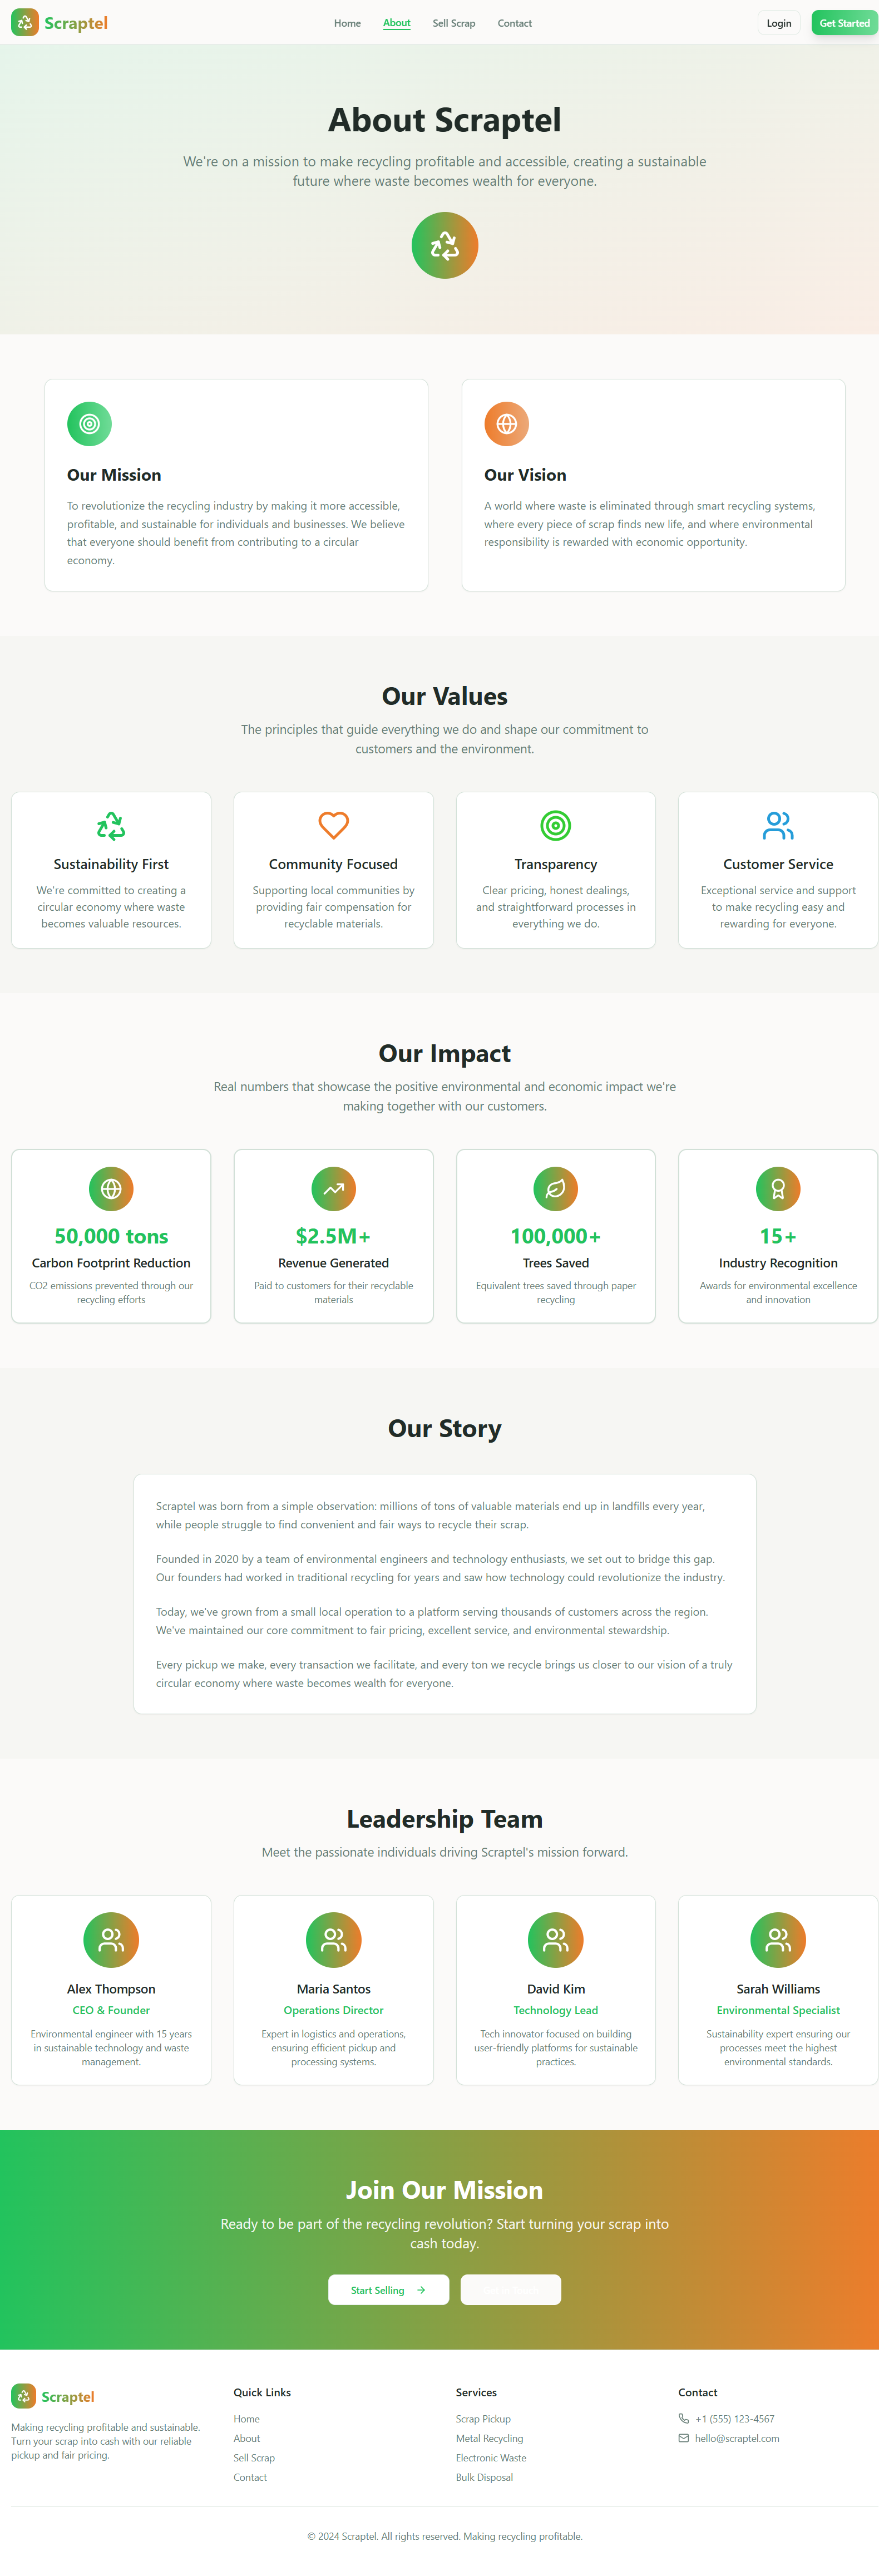 Scraptel
Home
About
Sell Scrap
Contact
Login
Get Started
About Scraptel
We're on a mission to make recycling profitable and accessible, creating a sustainable
future where waste becomes wealth for everyone.
Our Mission
To revolutionize the recycling industry by making it more accessible,
profitable, and sustainable for individuals and businesses. We believe
that everyone should benefit from contributing to a circular
economy.
Our Vision
A world where waste is eliminated through smart recycling systems,
where every piece of scrap finds new life, and where environmental
responsibility is rewarded with economic opportunity.
Our Values
The principles that guide everything we do and shape our commitment to
customers and the environment.
Sustainability First
We're committed to creating a
circular economy where waste
becomes valuable resources.
Community Focused
Supporting local communities by
providing fair compensation for
recyclable materials.
Transparency
Clear pricing, honest dealings,
and straightforward processes in
everything we do.
Customer Service
Exceptional service and support
to make recycling easy and
rewarding for everyone.
Our Impact
Real numbers that showcase the positive environmental and economic impact we're
making together with our customers.
50,000 tons
Carbon Footprint Reduction
CO2 emissions prevented through our
recycling efforts
$2.5M+
Revenue Generated
Paid to customers for their recyclable
materials
100,000+
Trees Saved
Equivalent trees saved through paper
recycling
15+
Industry Recognition
Awards for environmental excellence
and innovation
Our Story
Scraptel was born from a simple observation: millions of tons of valuable materials end up in landfills every year,
while people struggle to find convenient and fair ways to recycle their scrap.
Founded in 2020 by a team of environmental engineers and technology enthusiasts, we set out to bridge this gap.
Our founders had worked in traditional recycling for years and saw how technology could revolutionize the industry.
Today, we've grown from a small local operation to a platform serving thousands of customers across the region.
We've maintained our core commitment to fair pricing, excellent service, and environmental stewardship.
Every pickup we make, every transaction we facilitate, and every ton we recycle brings us closer to our vision of a truly
circular economy where waste becomes wealth for everyone.
Leadership Team
Meet the passionate individuals driving Scraptel's mission forward.
Alex Thompson
CEO & Founder
Environmental engineer with 15 years
in sustainable technology and waste
management.
Maria Santos
Operations Director
Expert in logistics and operations,
ensuring efficient pickup and
processing systems.
David Kim
Technology Lead
Tech innovator focused on building
user-friendly platforms for sustainable
practices.
Sarah Williams
Environmental Specialist
Sustainability expert ensuring our
processes meet the highest
environmental standards.
Join Our Mission
Ready to be part of the recycling revolution? Start turning your scrap into
cash today.
Start Selling
Scraptel
Making recycling profitable and sustainable.
Turn your scrap into cash with our reliable
pickup and fair pricing.
Quick Links
Home
About
Sell Scrap
Contact
Services
Scrap Pickup
Metal Recycling
Electronic Waste
Bulk Disposal
Contact
+1 (555) 123-4567
hello@scraptel.com
© 2024 Scraptel. All rights reserved. Making recycling profitable.